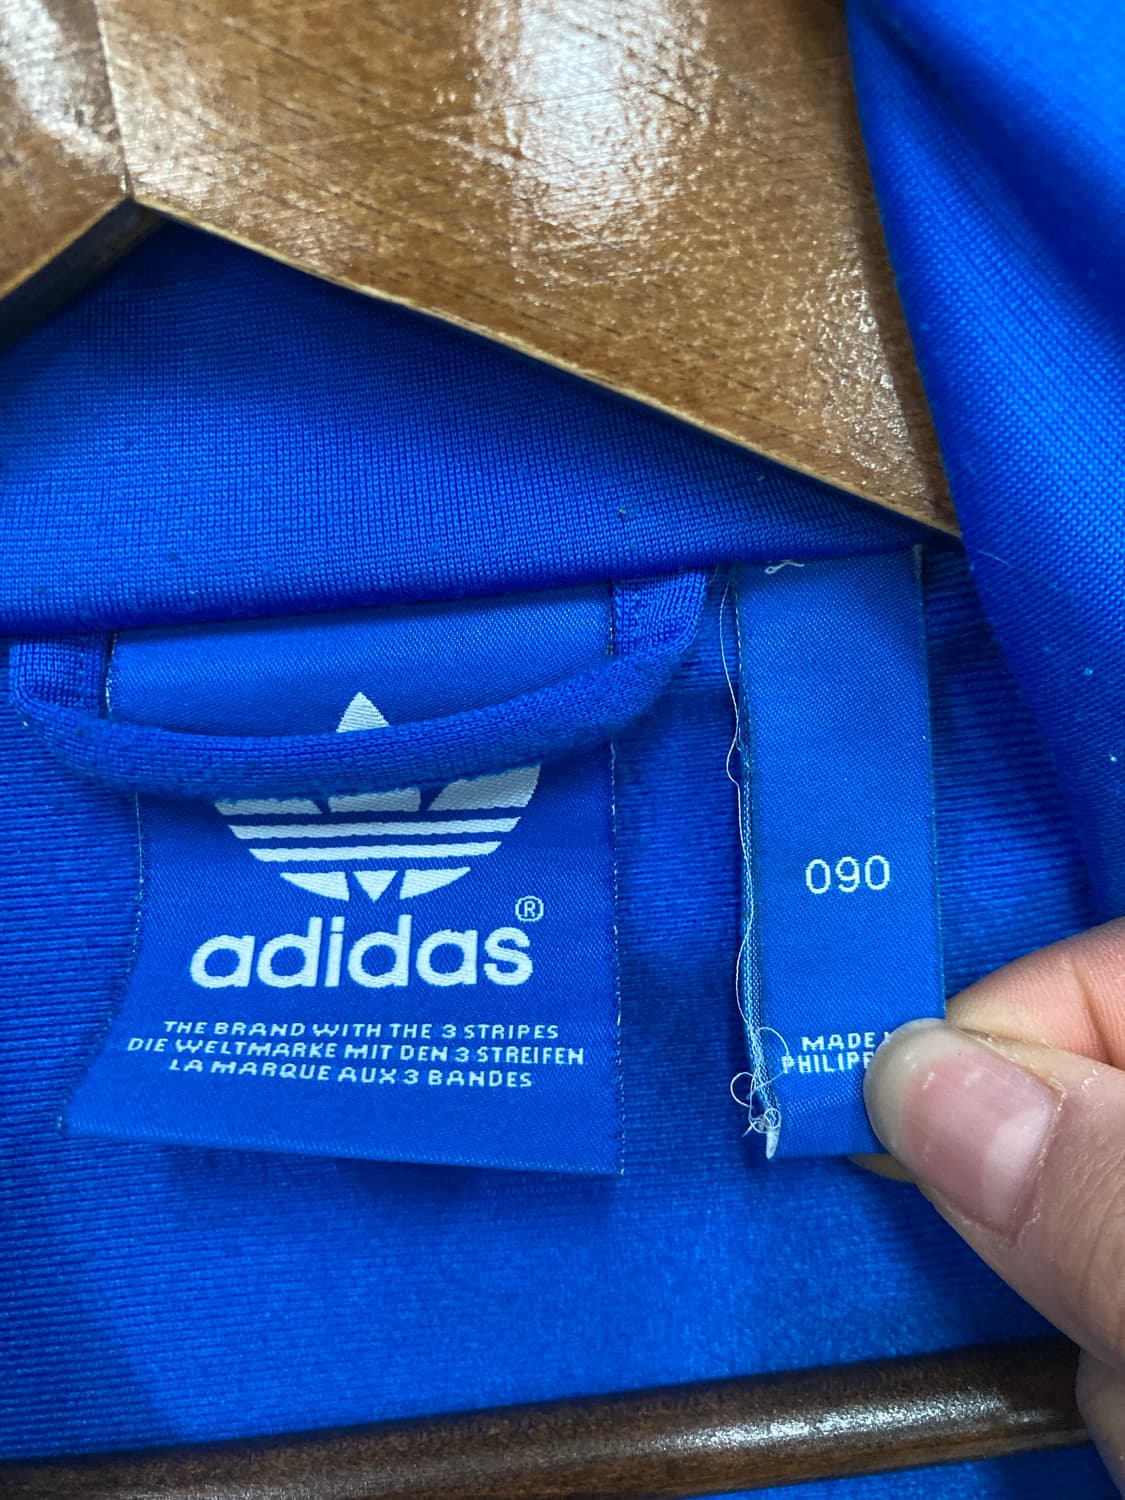 adidas®
THE BRAND WITH THE 3 STRIPES
DIE WELTMARKE MIT DEN 3 STREIFEN
LA MARQUE AUX 3 BANDES
090
MADE